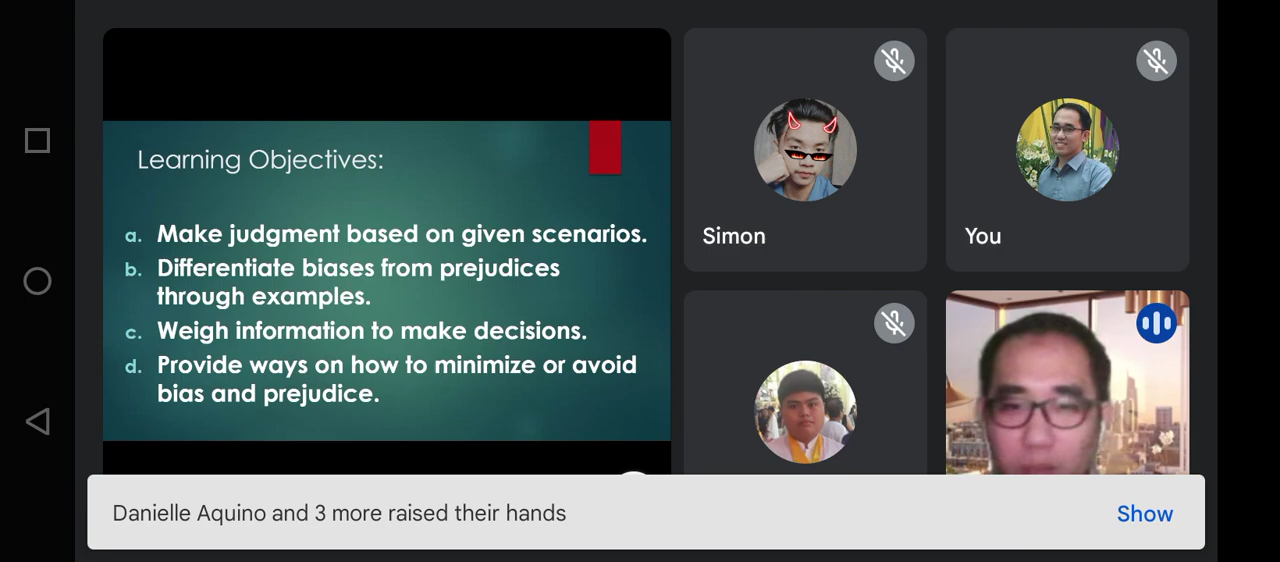 Learning Objectives:
a. Make judgment based on given scenarios.
b. Differentiate biases from prejudices
through examples.
c. Weigh information to make decisions.
d. Provide ways on how to minimize or avoid
bias and prejudice.
Simon
You
Danielle Aquino and 3 more raised their hands
Show